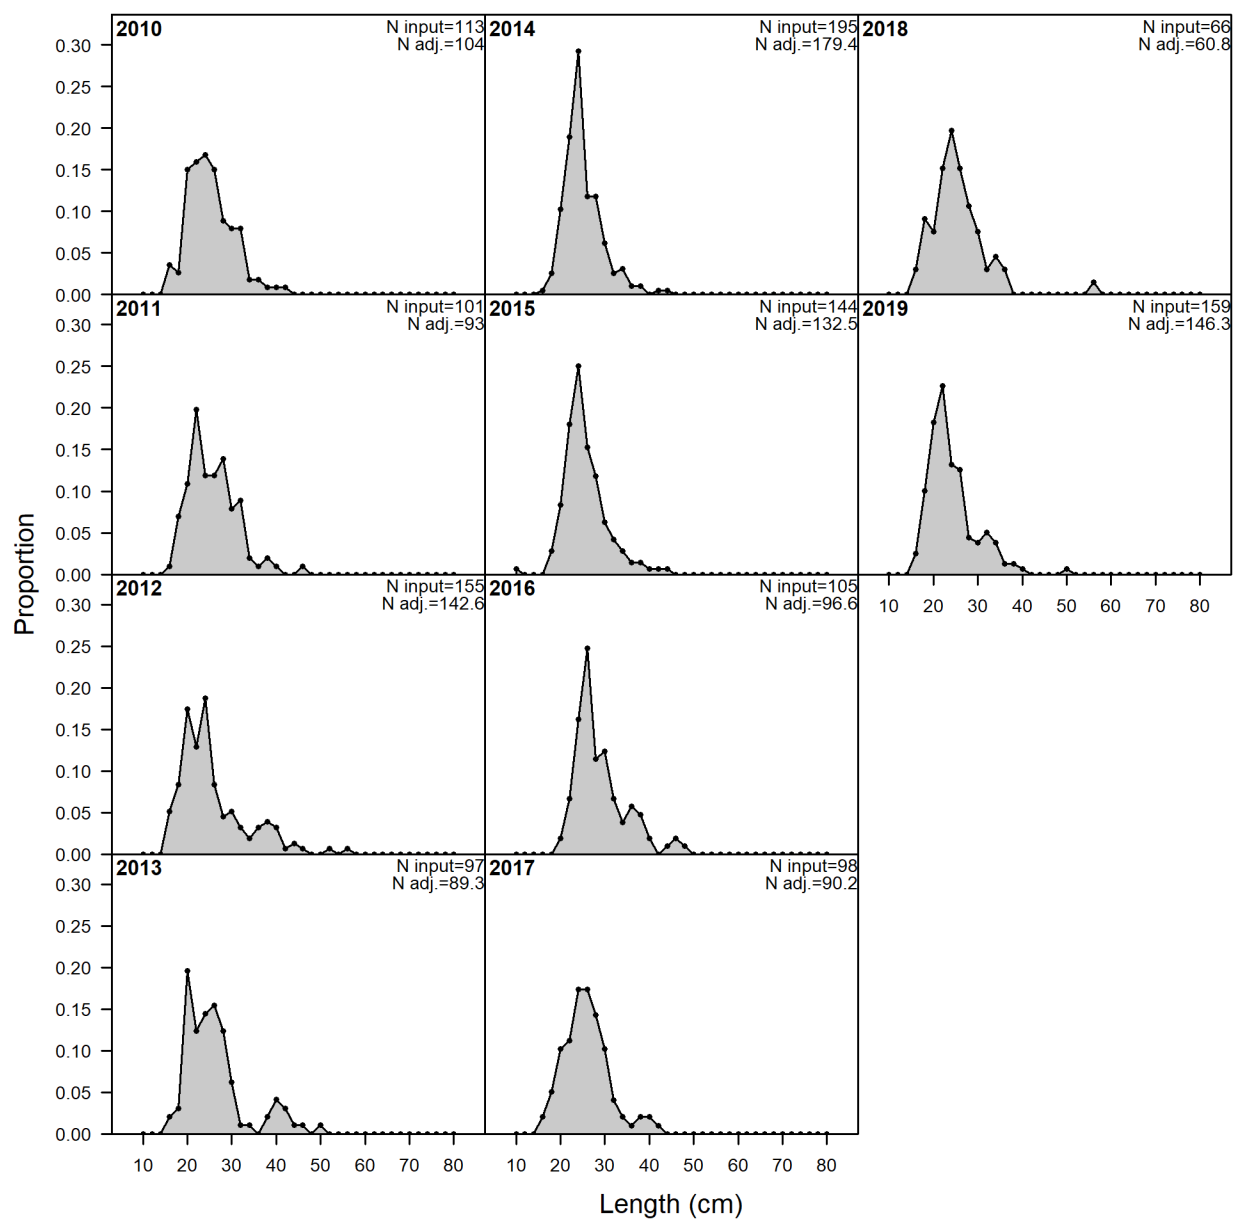 2010
N input=113
N adj.=104
0.30
0.25
0.20
0.15
0.10
0.05
0.00
2014
N input=195
N adj.=179.4
2018
N input=66
N adj.=60.8
2011
N input=101
N adj.=93
0.30
0.25
0.20
0.15
0.10
0.05
0.00
2015
N input=144
N adj.=132.5
2019
N input=159
N adj.=146.3
10 20 30 40 50 60 70 80
2012
N input=155
N adj.=142.6
0.30
0.25
0.20
0.15
0.10
0.05
0.00
2016
N input=105
N adj.=96.6
2013
N input=97
N adj.=89.3
0.30
0.25
0.20
0.15
0.10
0.05
0.00
10 20 30 40 50 60 70 80
2017
N input=98
N adj.=90.2
10 20 30 40 50 60 70 80
Proportion
Length (cm)